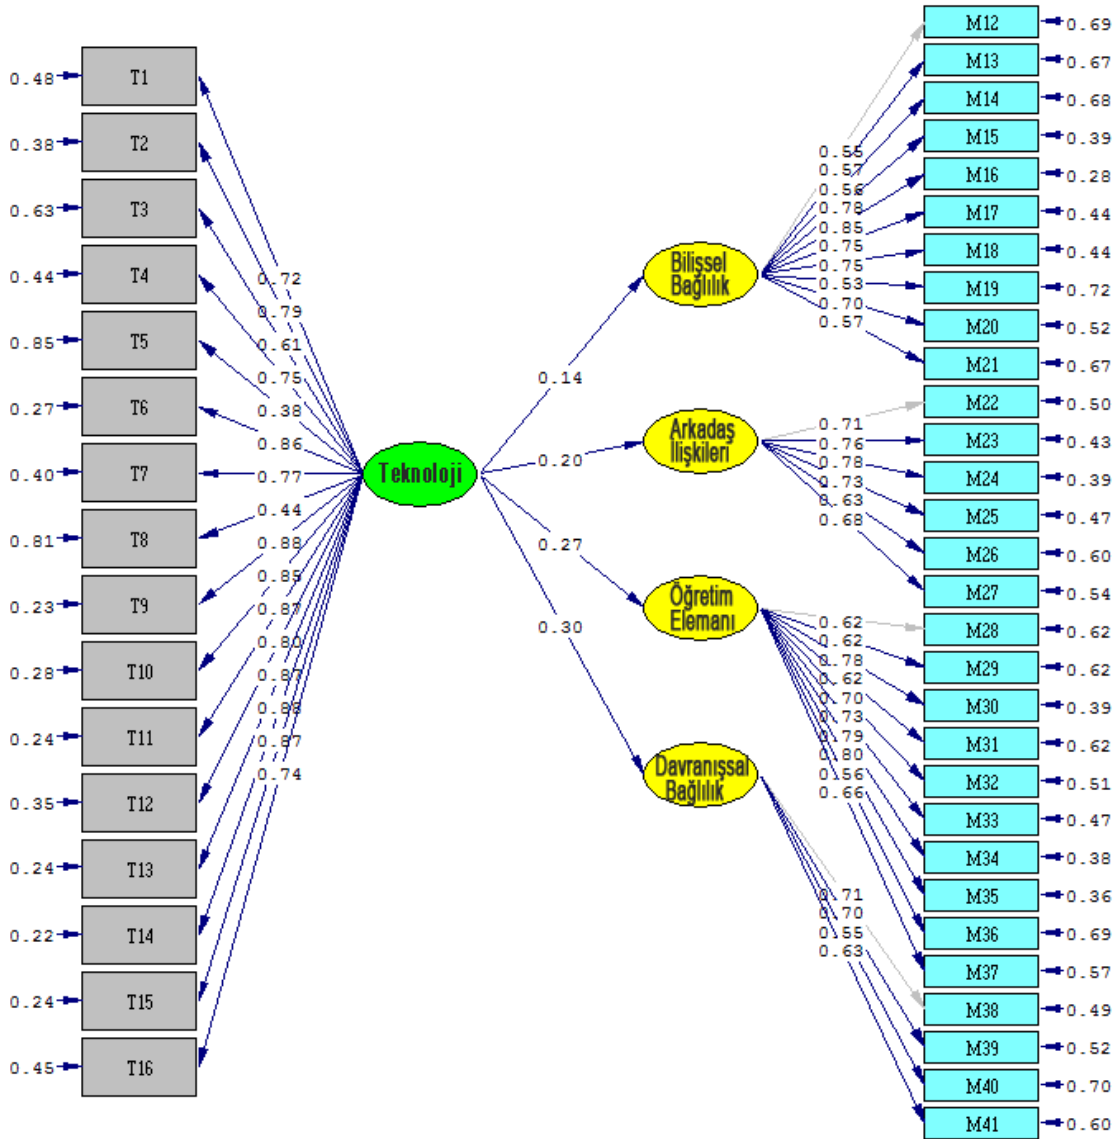 0.48 T1
0.38 T2
0.63 T3
0.44 T4
0.85 T5
0.27 T6
0.40 T7
0.81 T8
0.23 T9
0.28 T10
0.24 T11
0.35 T12
0.24 T13
0.22 T14
0.24 T15
0.45 T16
0.72
0.79
0.61
0.75
0.38
0.86
0.77
0.44
0.88
0.85
0.87
0.80
0.87
0.88
0.87
0.74
Teknoloji
0.14
0.20
0.27
0.30
Bilişsel
Bağlılık
Arkadaş
İlişkileri
Öğretim
Elemanı
Davranışsal
Bağlılık
0.55
0.57
0.56
0.78
0.85
0.75
0.75
0.53
0.70
0.57
0.71
0.76
0.78
0.73
0.63
0.68
0.62
0.62
0.78
0.62
0.70
0.73
0.79
0.80
0.56
0.66
0.71
0.70
0.55
0.63
M12 0.69
M13 0.67
M14 0.68
M15 0.39
M16 0.28
M17 0.44
M18 0.44
M19 0.72
M20 0.52
M21 0.67
M22 0.50
M23 0.43
M24 0.39
M25 0.47
M26 0.60
M27 0.54
M28 0.62
M29 0.62
M30 0.39
M31 0.62
M32 0.51
M33 0.47
M34 0.38
M35 0.36
M36 0.69
M37 0.57
M38 0.49
M39 0.52
M40 0.70
M41 0.60